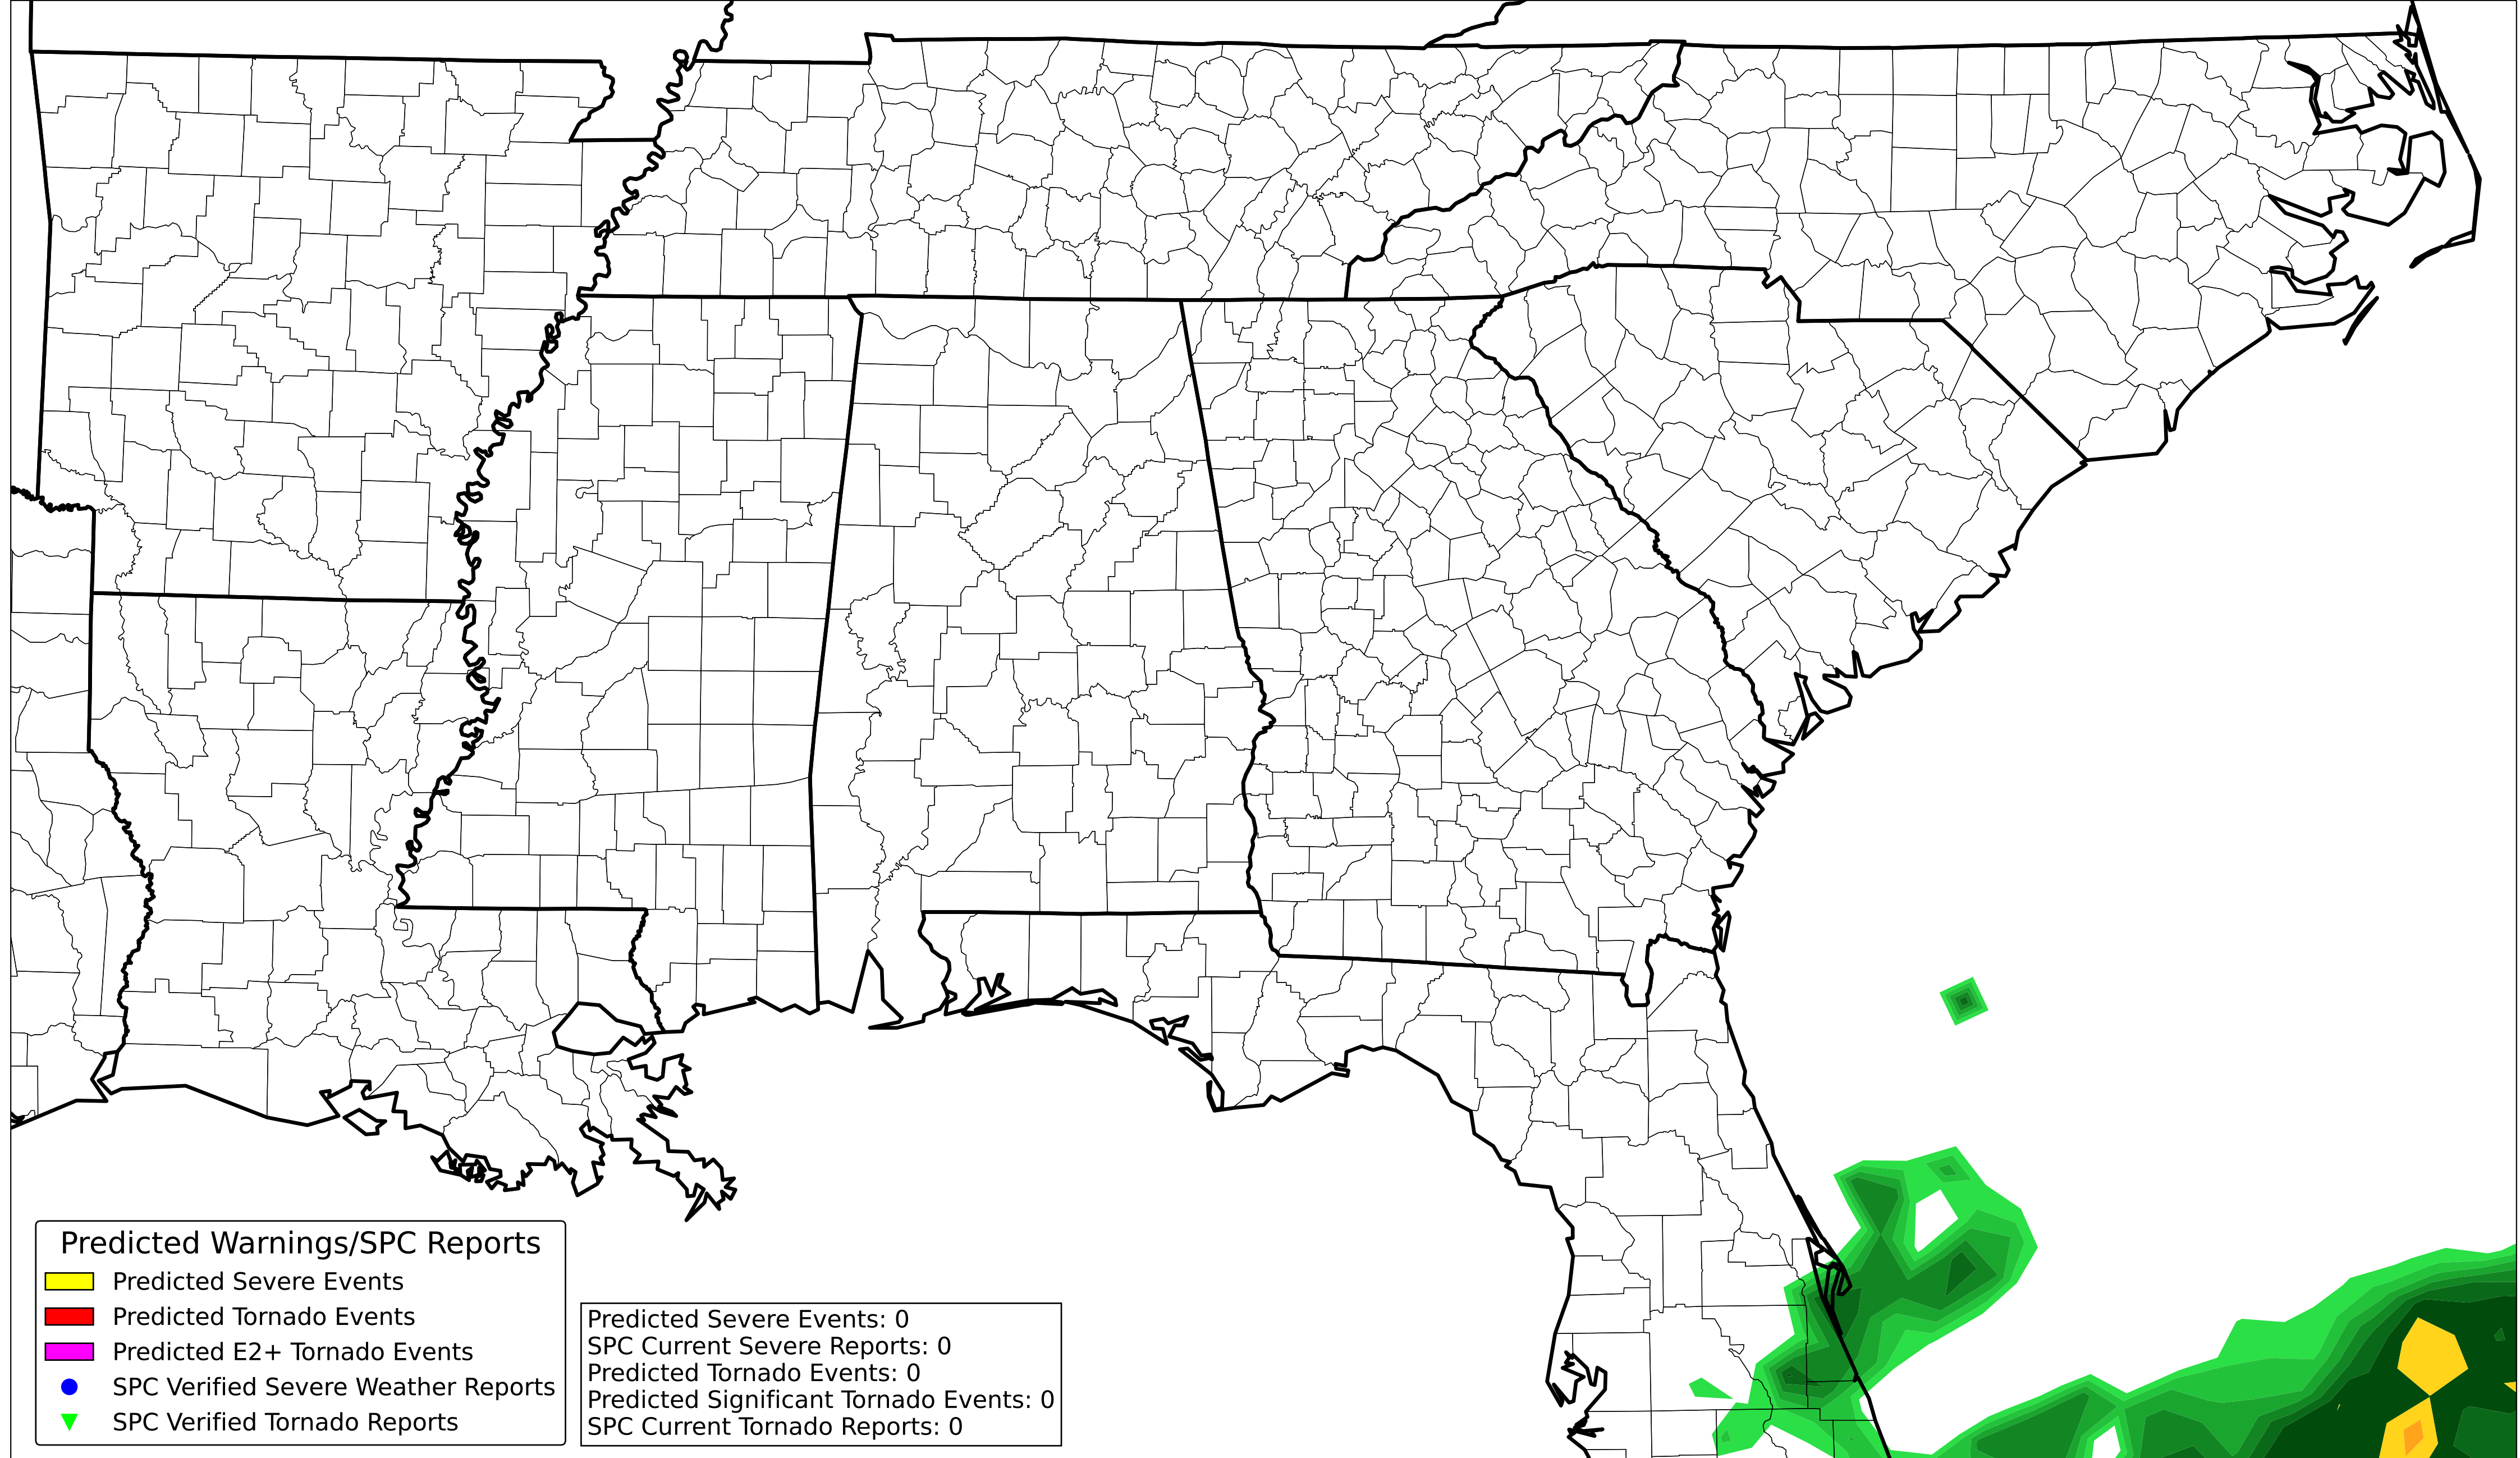 Predicted Warnings/SPC Reports
Predicted Severe Events
Predicted Tornado Events
Predicted E2+ Tornado Events
SPC Verified Severe Weather Reports
SPC Verified Tornado Reports
Predicted Severe Events: 0
SPC Current Severe Reports: 0
Predicted Tornado Events: 0
Predicted Significant Tornado Events: 0
SPC Current Tornado Reports: 0